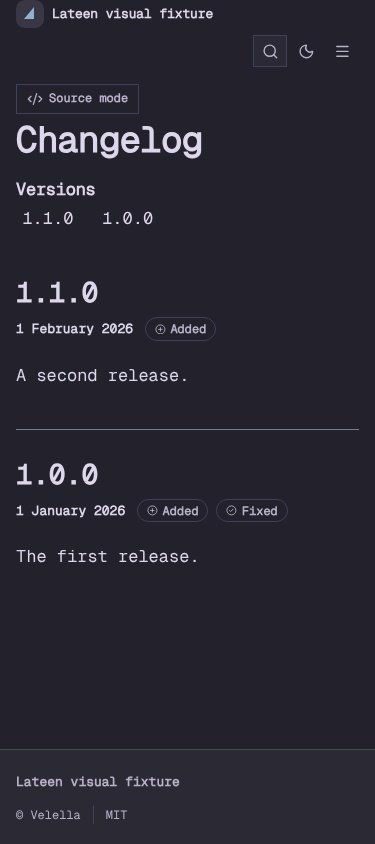 Lateen visual fixture
</> Source mode
Changelog
Versions
1.1.0 1.0.0
1.1.0
1 February 2026 Added
A second release.
1.0.0
1 January 2026 Added Fixed
The first release.
Lateen visual fixture
© Velella MIT